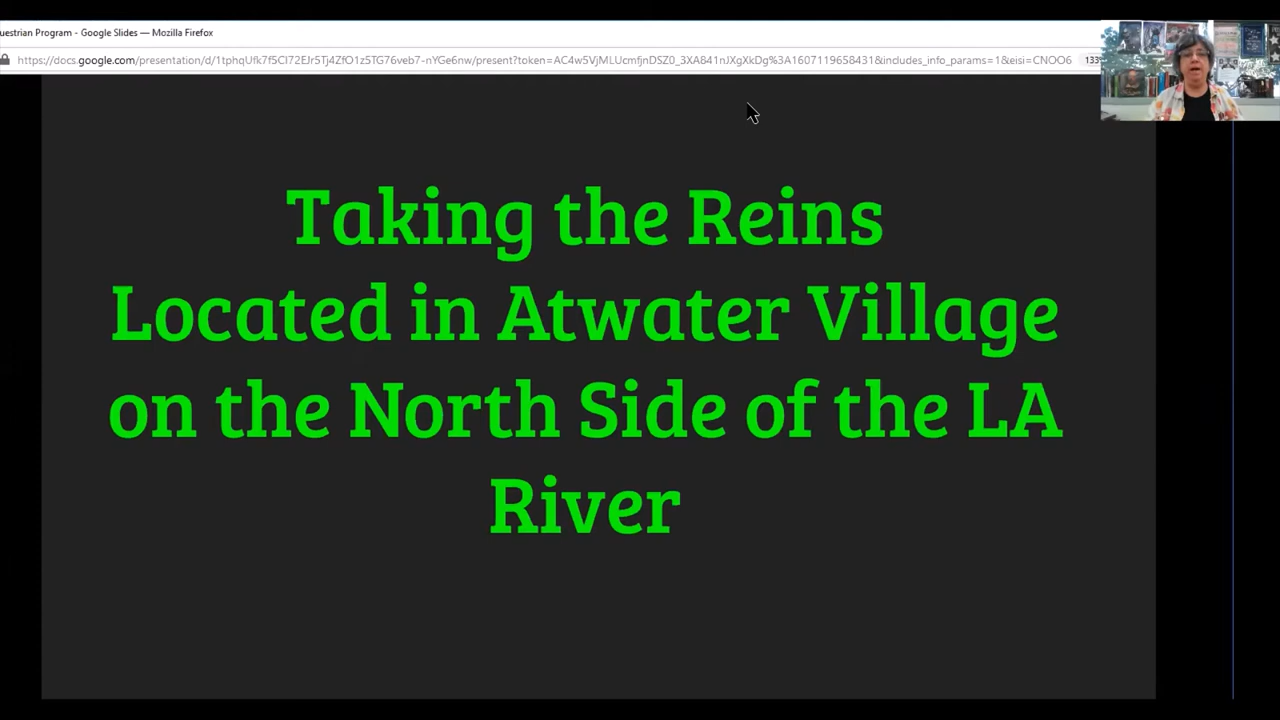 uestrian Program - Google Slides — Mozilla Firefox
https://docs.google.com/presentation/d/1tphqUfk7f5Cl72EJr5Tj4ZfO1z5TG76veb7-nYGe6nw/present?token=AC4w5VjMLUcmfjnDSZ0_3XA841nJXgXkDg%3A1607119658431&includes_info_params=1&eisi=CNOO6
133
Taking the Reins
Located in Atwater Village
on the North Side of the LA
River